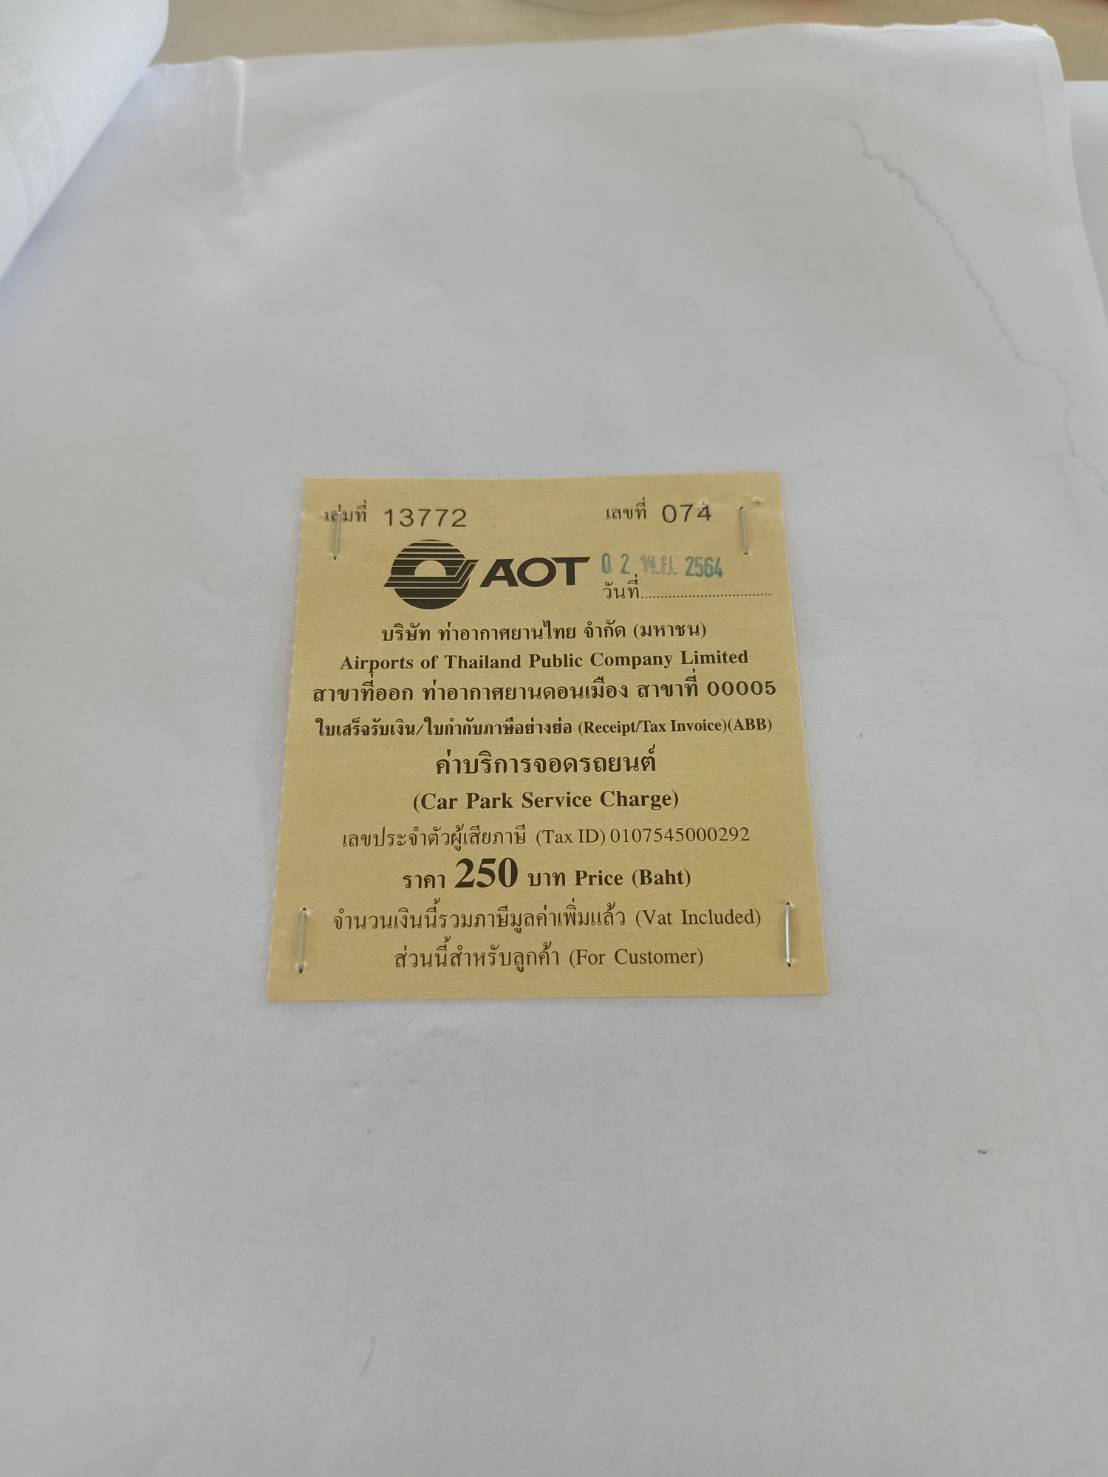 เล่มที่ 13772 เลขที่ 074
AOT
02 พ.ย. 2564
วันที่................................
บริษัท ท่าอากาศยานไทย จำกัด (มหาชน)
Airports of Thailand Public Company Limited
สาขาที่ออก ท่าอากาศยานดอนเมือง สาขาที่ 00005
ใบเสร็จรับเงิน/ใบกำกับภาษีอย่างย่อ (Receipt/Tax Invoice)(ABB)
ค่าบริการจอดรถยนต์
(Car Park Service Charge)
เลขประจำตัวผู้เสียภาษี (Tax ID) 0107545000292
ราคา 250 บาท Price (Baht)
จำนวนเงินนี้รวมภาษีมูลค่าเพิ่มแล้ว (Vat Included)
ส่วนนี้สำหรับลูกค้า (For Customer)